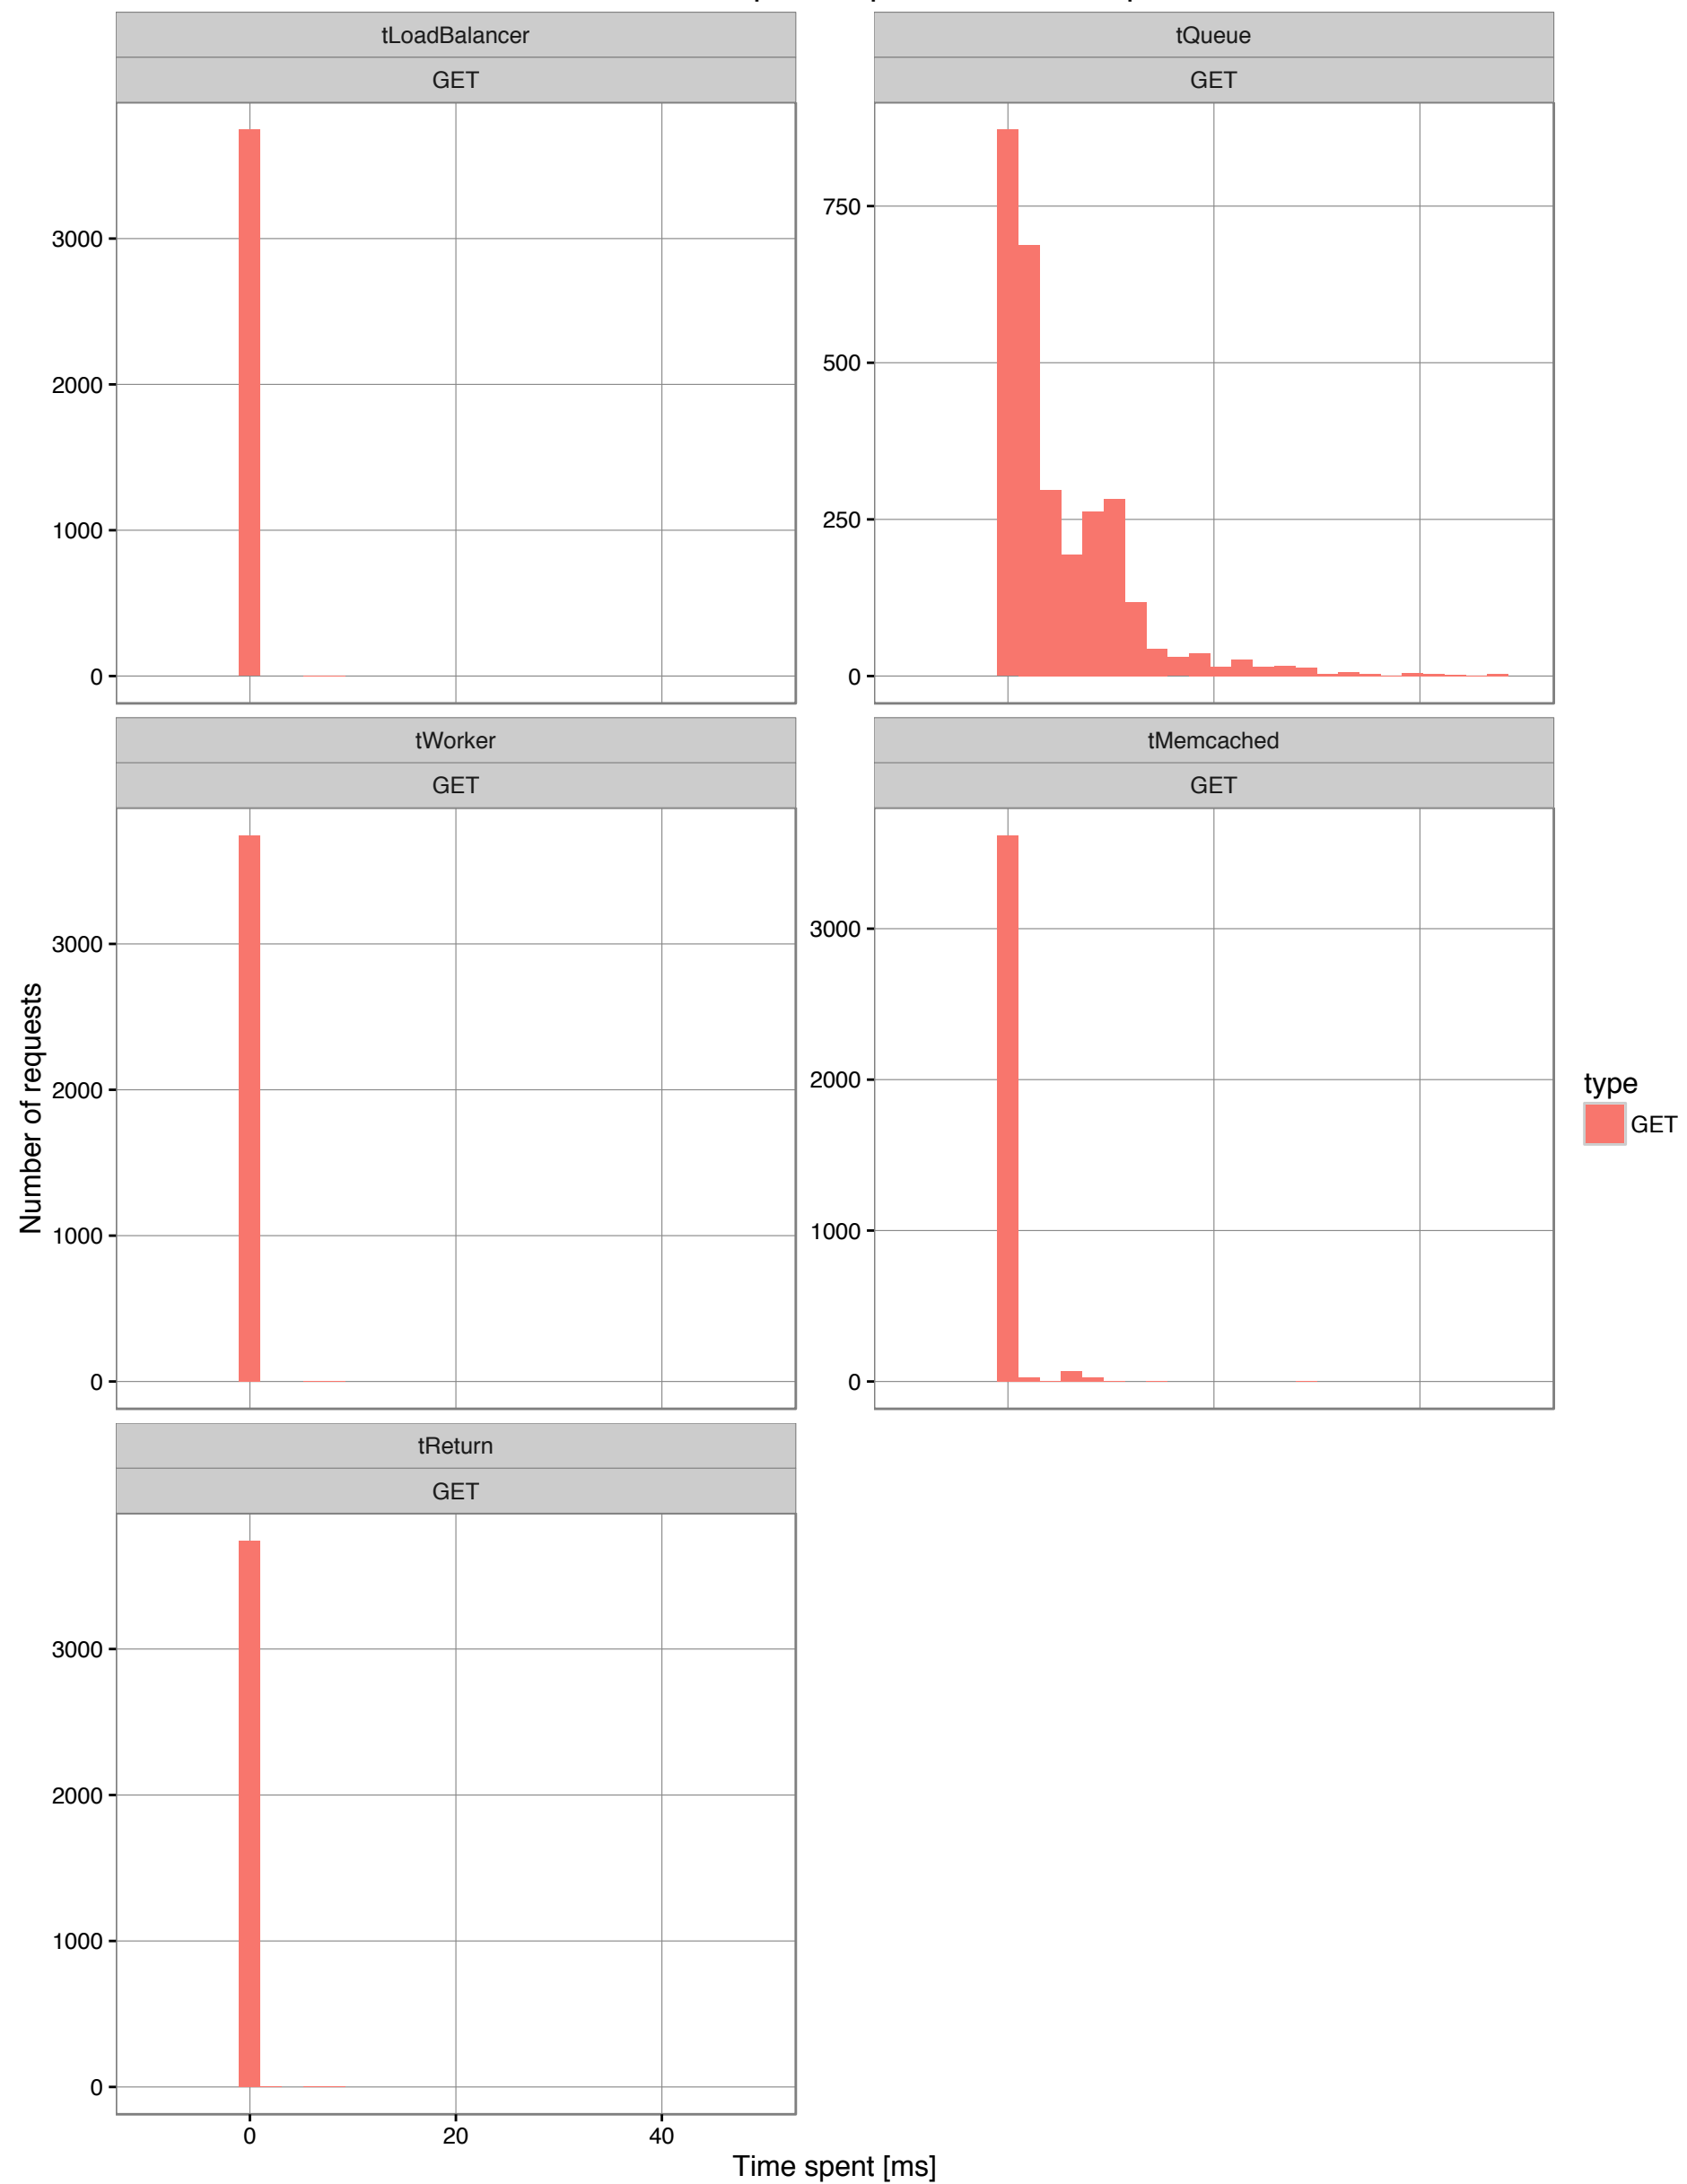 tLoadBalancer
GET
3000
2000
1000
0
tQueue
GET
750
500
250
0
tWorker
GET
3000
2000
1000
0
tMemcached
GET
3000
2000
1000
0
tReturn
GET
3000
2000
1000
0
0 20 40
Number of requests
Time spent [ms]
type
GET